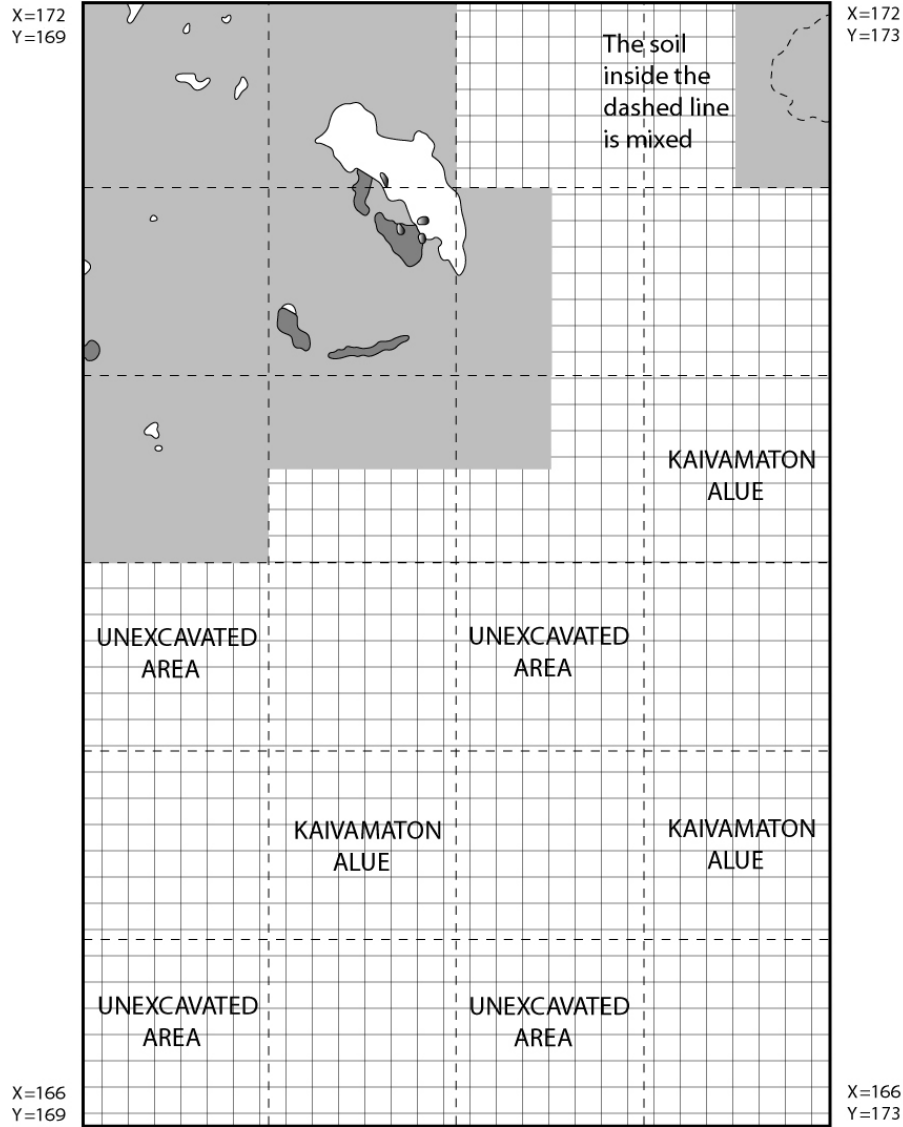 X=172
Y=169
X=172
Y=173
The soil
inside the
dashed line
is mixed
KAIVAMATON
ALUE
UNEXCAVATED
AREA
UNEXCAVATED
AREA
KAIVAMATON
ALUE
KAIVAMATON
ALUE
UNEXCAVATED
AREA
UNEXCAVATED
AREA
X=166
Y=169
X=166
Y=173